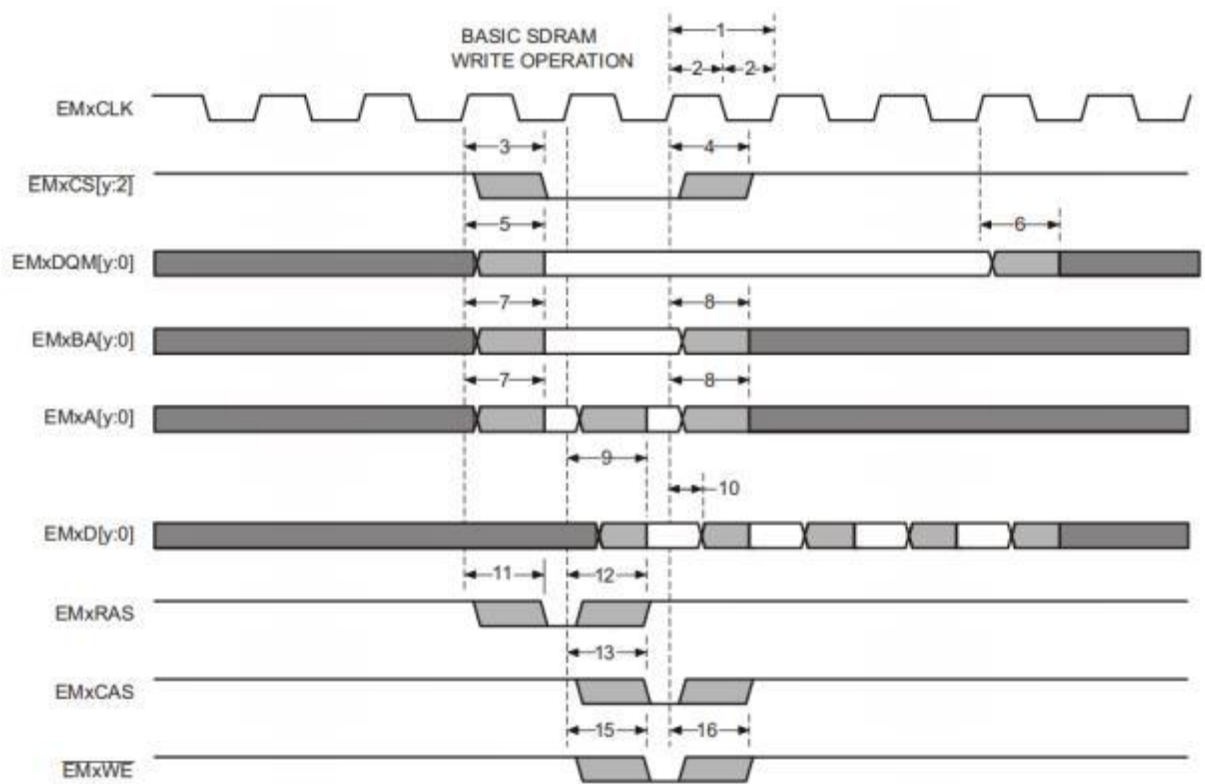 BASIC SDRAM
WRITE OPERATION
1
2 2
EMxCLK
3 4
EMxCS[y:2]
5 6
EMxDQM[y:0]
7 8
EMxBA[y:0]
7 8
EMxA[y:0]
9
10
EMxD[y:0]
11 12
EMxRAS
13
EMxCAS
15 16
EMxWE